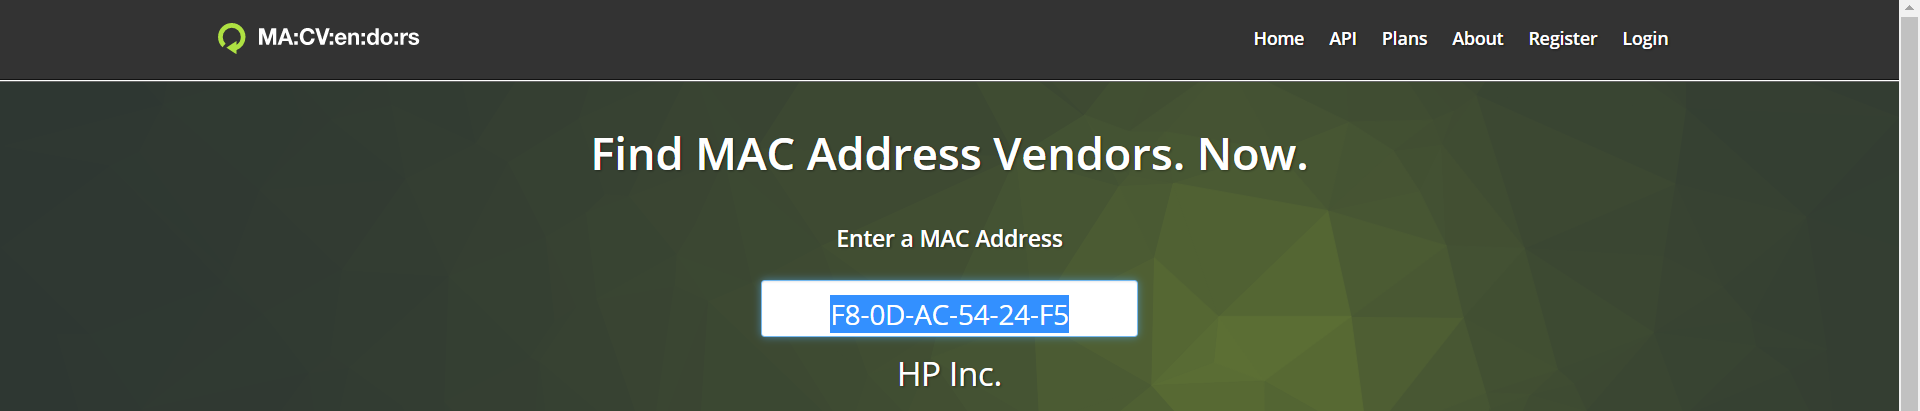 MA:CV:en:do:rs
Home API Plans About Register Login
Find MAC Address Vendors. Now.
Enter a MAC Address
F8-0D-AC-54-24-F5
HP Inc.